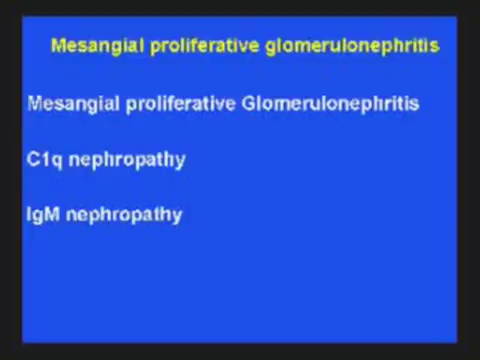 Mesangial proliferative glomerulonephritis
Mesangial proliferative Glomerulonephritis
C1q nephropathy
IgM nephropathy